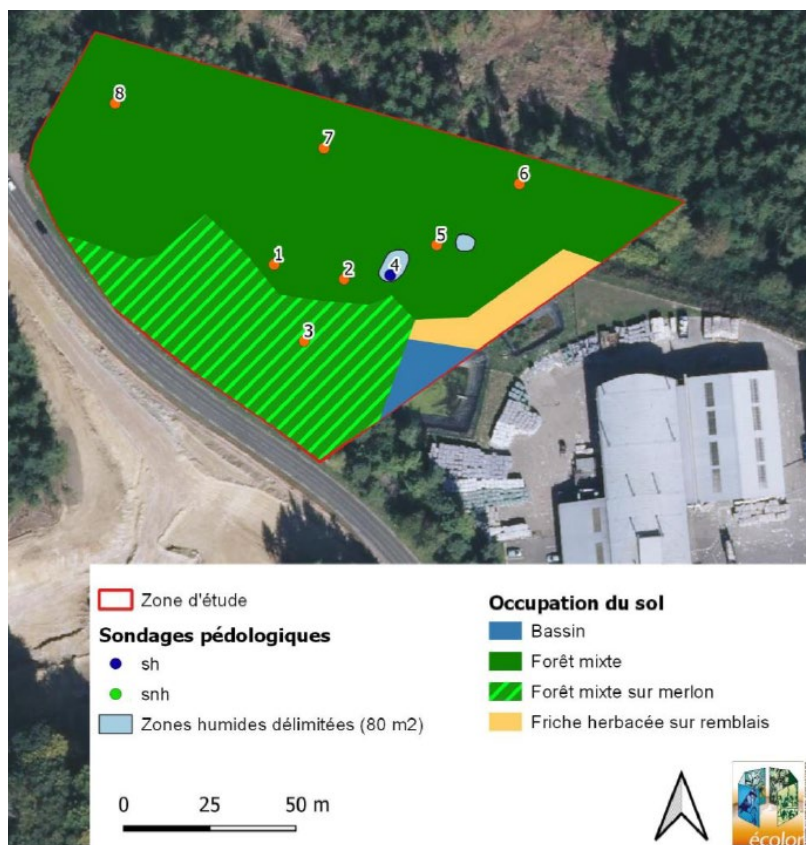 8
7
6
5
1
2
4
3
Zone d'étude
Sondages pédologiques
sh
snh
Zones humides délimitées (80 m2)
0 25 50 m
Occupation du sol
Bassin
Forêt mixte
Forêt mixte sur merlon
Friche herbacée sur remblais
écolor